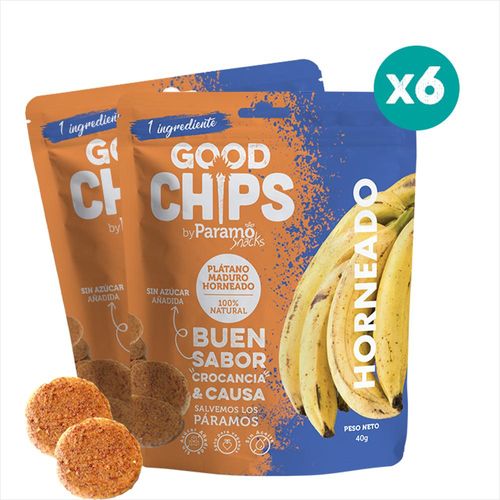 x6
1 ingrediente
GOOD
CHIPS
1 ingrediente
GOOD
CHIPS
by Paramo
Snacks
PLÁTANO
MADURO
HORNEADO
100%
NATURAL
SIN AZÚCAR
AÑADIDA
SIN AZÚCAR
AÑADIDA
BUEN
SABOR
CROCANCIA
& CAUSA
SALVEMOS LOS
PÁRAMOS
HORNEADO
PESO NETO
40g